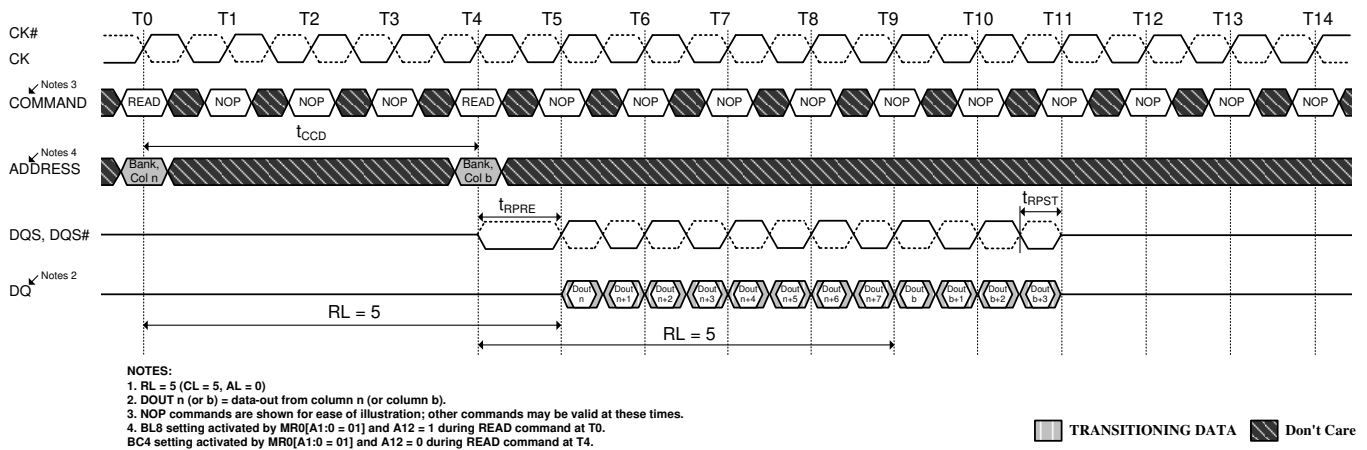 T0 T1 T2 T3 T4 T5 T6 T7 T8 T9 T10 T11 T12 T13 T14
CK#
CK
Notes 3
COMMAND
READ NOP NOP NOP READ NOP NOP NOP NOP NOP NOP NOP NOP NOP NOP
tCCD
Notes 4
ADDRESS
Bank, Bank,
Col n Col b
tRPRE tRPST
DQS, DQS#
Notes 2
DQ
Dout Dout Dout Dout Dout Dout Dout Dout Dout Dout Dout Dout
n n+1 n+2 n+3 n+4 n+5 n+6 n+7 b b+1 b+2 b+3
RL = 5
RL = 5
NOTES:
1. RL = 5 (CL = 5, AL = 0)
2. DOUT n (or b) = data-out from column n (or column b).
3. NOP commands are shown for ease of illustration; other commands may be valid at these times.
4. BL8 setting activated by MR0[A1:0 = 01] and A12 = 1 during READ command at T0.
BC4 setting activated by MR0[A1:0 = 01] and A12 = 0 during READ command at T4.
TRANSITIONING DATA Don't Care